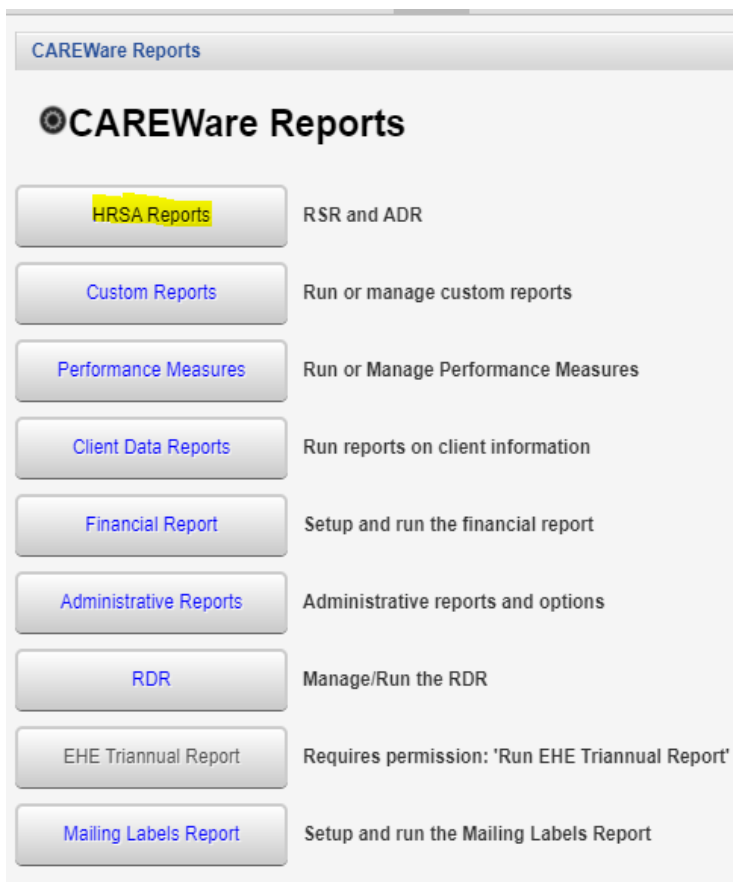 CAREWare Reports
CAREWare Reports
HRSA Reports RSR and ADR
Custom Reports Run or manage custom reports
Performance Measures Run or Manage Performance Measures
Client Data Reports Run reports on client information
Financial Report Setup and run the financial report
Administrative Reports Administrative reports and options
RDR Manage/Run the RDR
EHE Triannual Report Requires permission: 'Run EHE Triannual Report'
Mailing Labels Report Setup and run the Mailing Labels Report